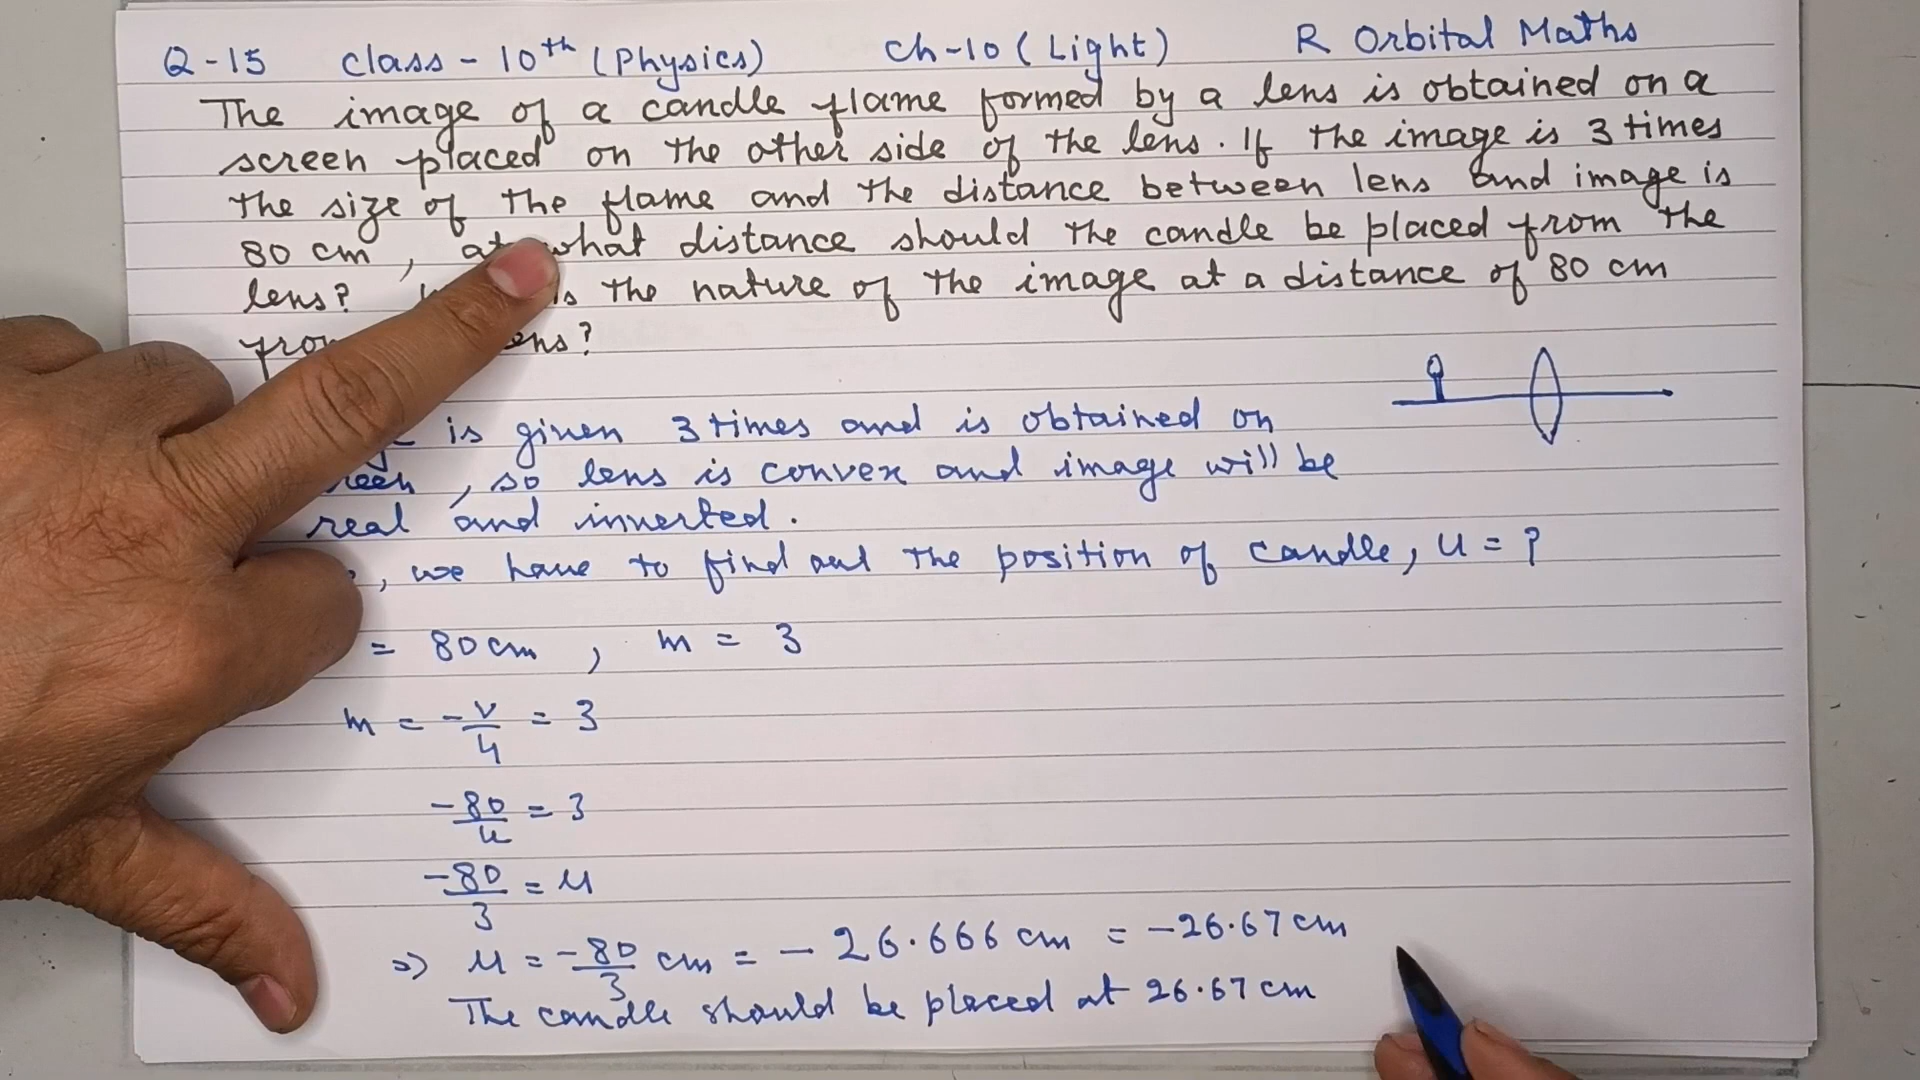 Q-15 Class - 10th (Physics) Ch-10 (Light) R Orbital Maths
The image of a candle flame formed by a lens is obtained on a
screen placed on the other side of the lens. If the image is 3 times
the size of the flame and the distance between lens and image is
80 cm, at what distance should the candle be placed from the
lens? is the nature of the image at a distance of 80 cm
lens?
is given 3 times and is obtained on
, so lens is convex and image will be
real and inverted.
, we have to find out the position of candle, u = ?
= 80 cm , m = 3
m = -v/u = 3
-80/u = 3
-80/3 = u
⇒ u = -80/3 cm = - 26.666 cm = -26.67 cm
The candle should be placed at 26.67 cm